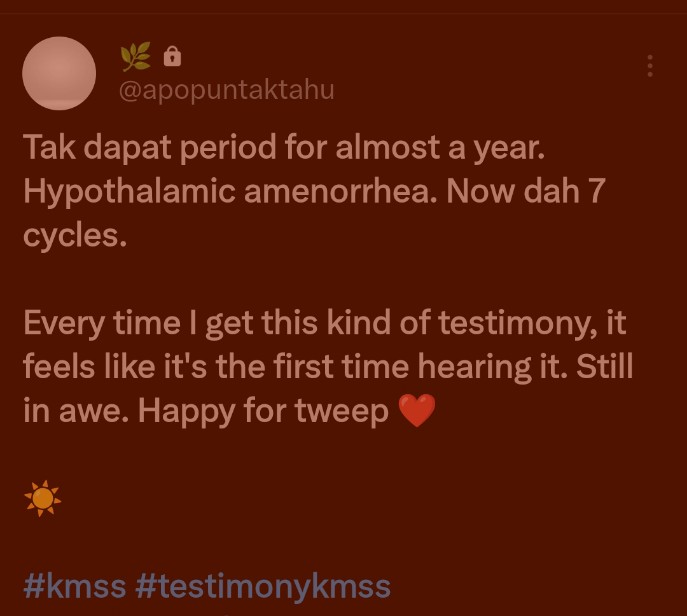 🌿 🔒
@apopuntaktahu
Tak dapat period for almost a year.
Hypothalamic amenorrhea. Now dah 7
cycles.
Every time I get this kind of testimony, it
feels like it's the first time hearing it. Still
in awe. Happy for tweep ❤️
☀️
#kmss #testimonykmss